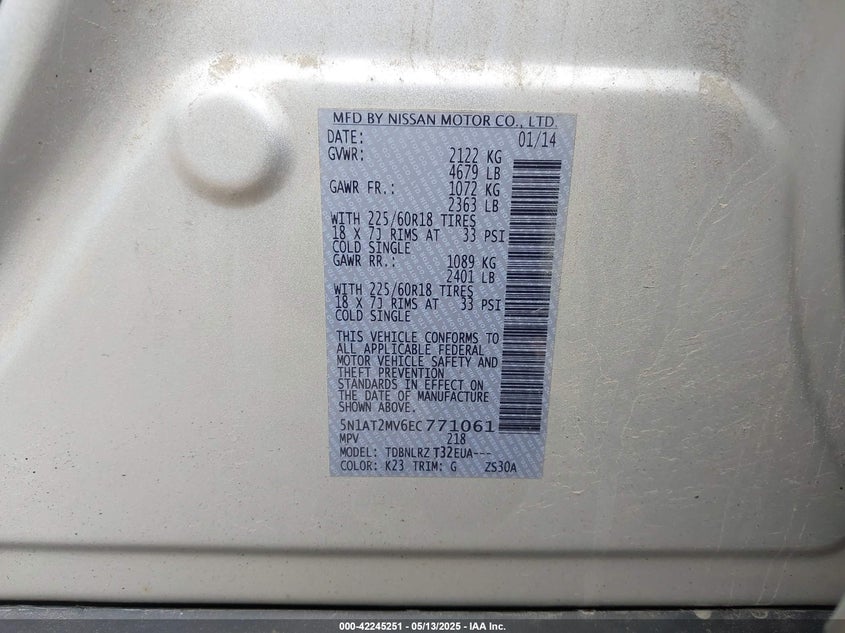 MFD BY NISSAN MOTOR CO., LTD.
DATE: 01/14
GVWR: 2122 KG
4679 LB
GAWR FR.: 1072 KG
2363 LB
WITH 225/60R18 TIRES
18 X 7J RIMS AT 33 PSI
COLD SINGLE
GAWR RR.: 1089 KG
2401 LB
WITH 225/60R18 TIRES
18 X 7J RIMS AT 33 PSI
COLD SINGLE
THIS VEHICLE CONFORMS TO
ALL APPLICABLE FEDERAL
MOTOR VEHICLE SAFETY AND
THEFT PREVENTION
STANDARDS IN EFFECT ON
THE DATE OF MANUFACTURE
SHOWN ABOVE.
5N1AT2MV6EC771061
MPV 218
MODEL: TDBNLRZ T32EUA---
COLOR: K23 TRIM: G ZS30A
000-42245251 | 05/13/2025 - IAA Inc.